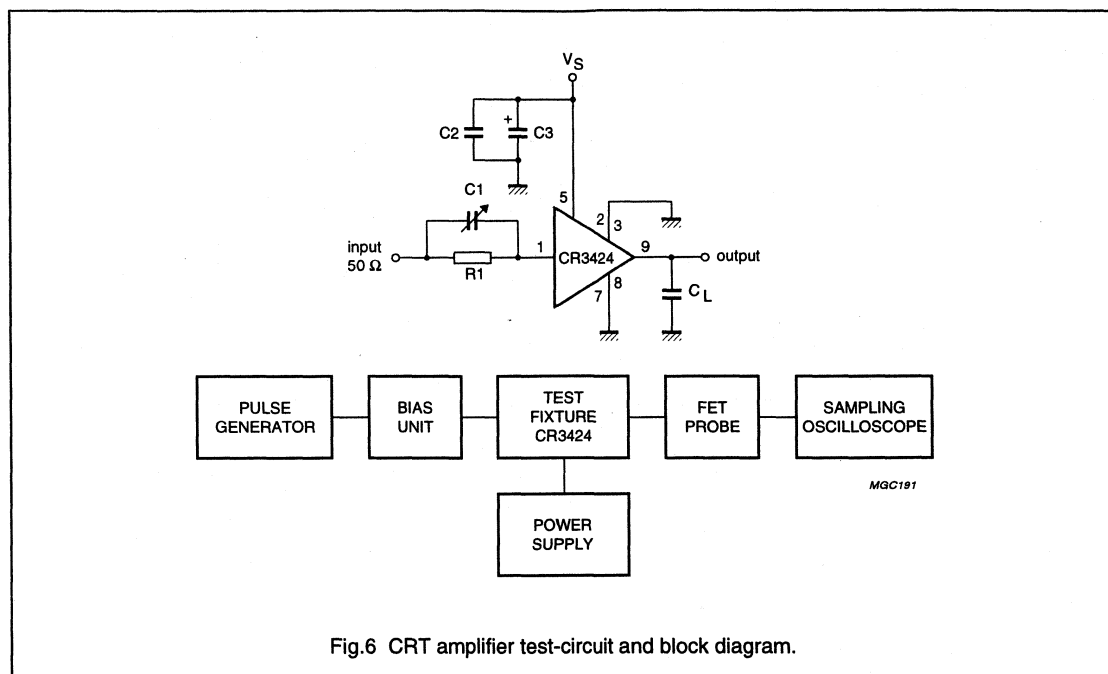 VS
C2
+
C3
C1
5
2
3
input
50 Ω
1
CR3424
9
output
R1
8
7
CL
PULSE
GENERATOR
BIAS
UNIT
TEST
FIXTURE
CR3424
FET
PROBE
SAMPLING
OSCILLOSCOPE
MGC191
POWER
SUPPLY
Fig.6 CRT amplifier test-circuit and block diagram.